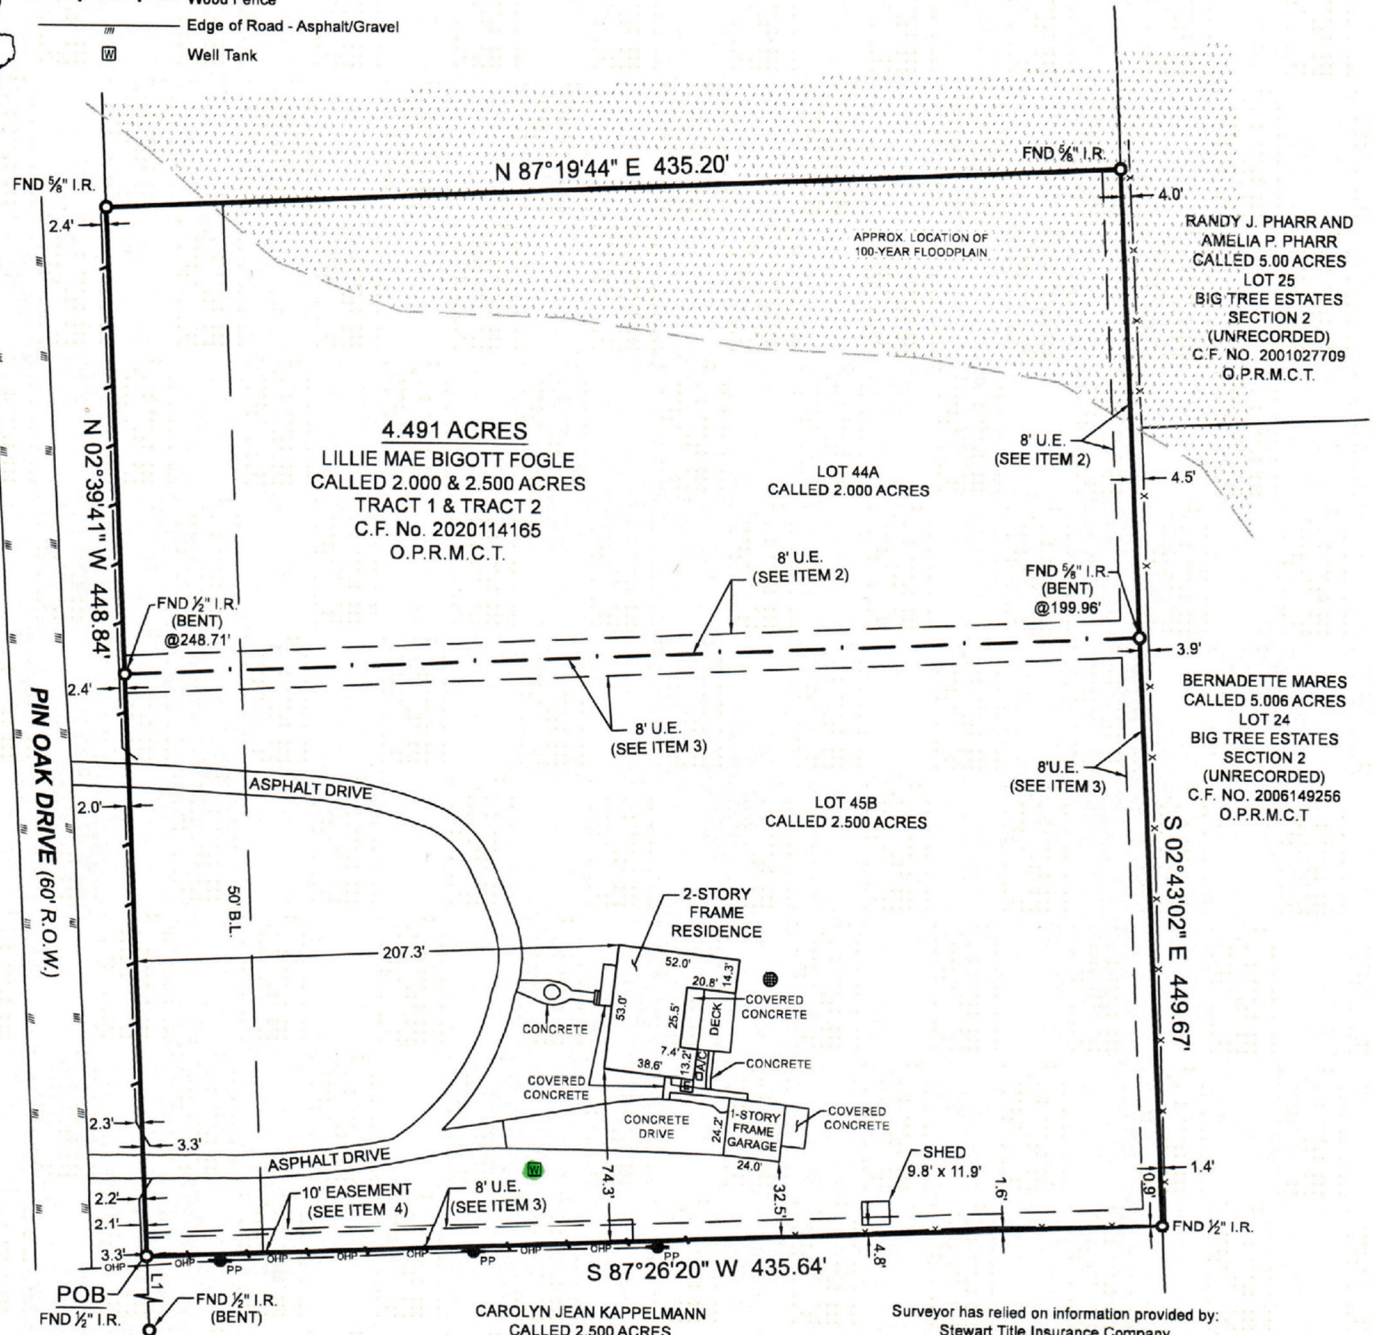 Wood Fence
Edge of Road - Asphalt/Gravel
W
Well Tank
N 87°19'44" E 435.20'
FND ⅝" I.R.
FND ⅝" I.R.
2.4'
4.0'
APPROX. LOCATION OF
100-YEAR FLOODPLAIN
RANDY J. PHARR AND
AMELIA P. PHARR
CALLED 5.00 ACRES
LOT 25
BIG TREE ESTATES
SECTION 2
(UNRECORDED)
C.F. NO. 2001027709
O.P.R.M.C.T.
N 02°39'41" W 448.84'
4.491 ACRES
LILLIE MAE BIGOTT FOGLE
CALLED 2.000 & 2.500 ACRES
TRACT 1 & TRACT 2
C.F. No. 2020114165
O.P.R.M.C.T.
LOT 44A
CALLED 2.000 ACRES
8' U.E.
(SEE ITEM 2)
4.5'
8' U.E.
(SEE ITEM 2)
FND ⅝" I.R.
(BENT)
@199.96'
FND ½" I.R.
(BENT)
@248.71'
3.9'
2.4'
8' U.E.
(SEE ITEM 3)
BERNADETTE MARES
CALLED 5.006 ACRES
LOT 24
BIG TREE ESTATES
SECTION 2
(UNRECORDED)
C.F. NO. 2006149256
O.P.R.M.C.T
PIN OAK DRIVE (60' R.O.W.)
8'U.E.
(SEE ITEM 3)
ASPHALT DRIVE
2.0'
LOT 45B
CALLED 2.500 ACRES
S 02°43'02" E 449.67'
50' B.L.
2-STORY
FRAME
RESIDENCE
207.3'
52.0'
14.3'
20.8'
53.0'
25.5'
DECK
COVERED
CONCRETE
CONCRETE
7.4'
38.6'
13.2'
A/C
CONCRETE
COVERED
CONCRETE
CONCRETE
DRIVE
24.2'
1-STORY
FRAME
GARAGE
24.0'
COVERED
CONCRETE
2.3'
3.3'
ASPHALT DRIVE
W
SHED
9.8' x 11.9'
1.4'
0.9'
1.6'
2.2'
2.1'
10' EASEMENT
(SEE ITEM 4)
8' U.E.
(SEE ITEM 3)
74.3'
32.5'
4.8'
FND ½" I.R.
3.3'
OHP
OHP
OHP
OHP
OHP
OHP
OHP
PP
PP
PP
S 87°26'20" W 435.64'
POB
FND ½" I.R.
L1
FND ½" I.R.
(BENT)
CAROLYN JEAN KAPPELMANN
CALLED 2.500 ACRES
Surveyor has relied on information provided by:
Stewart Title Insurance Company